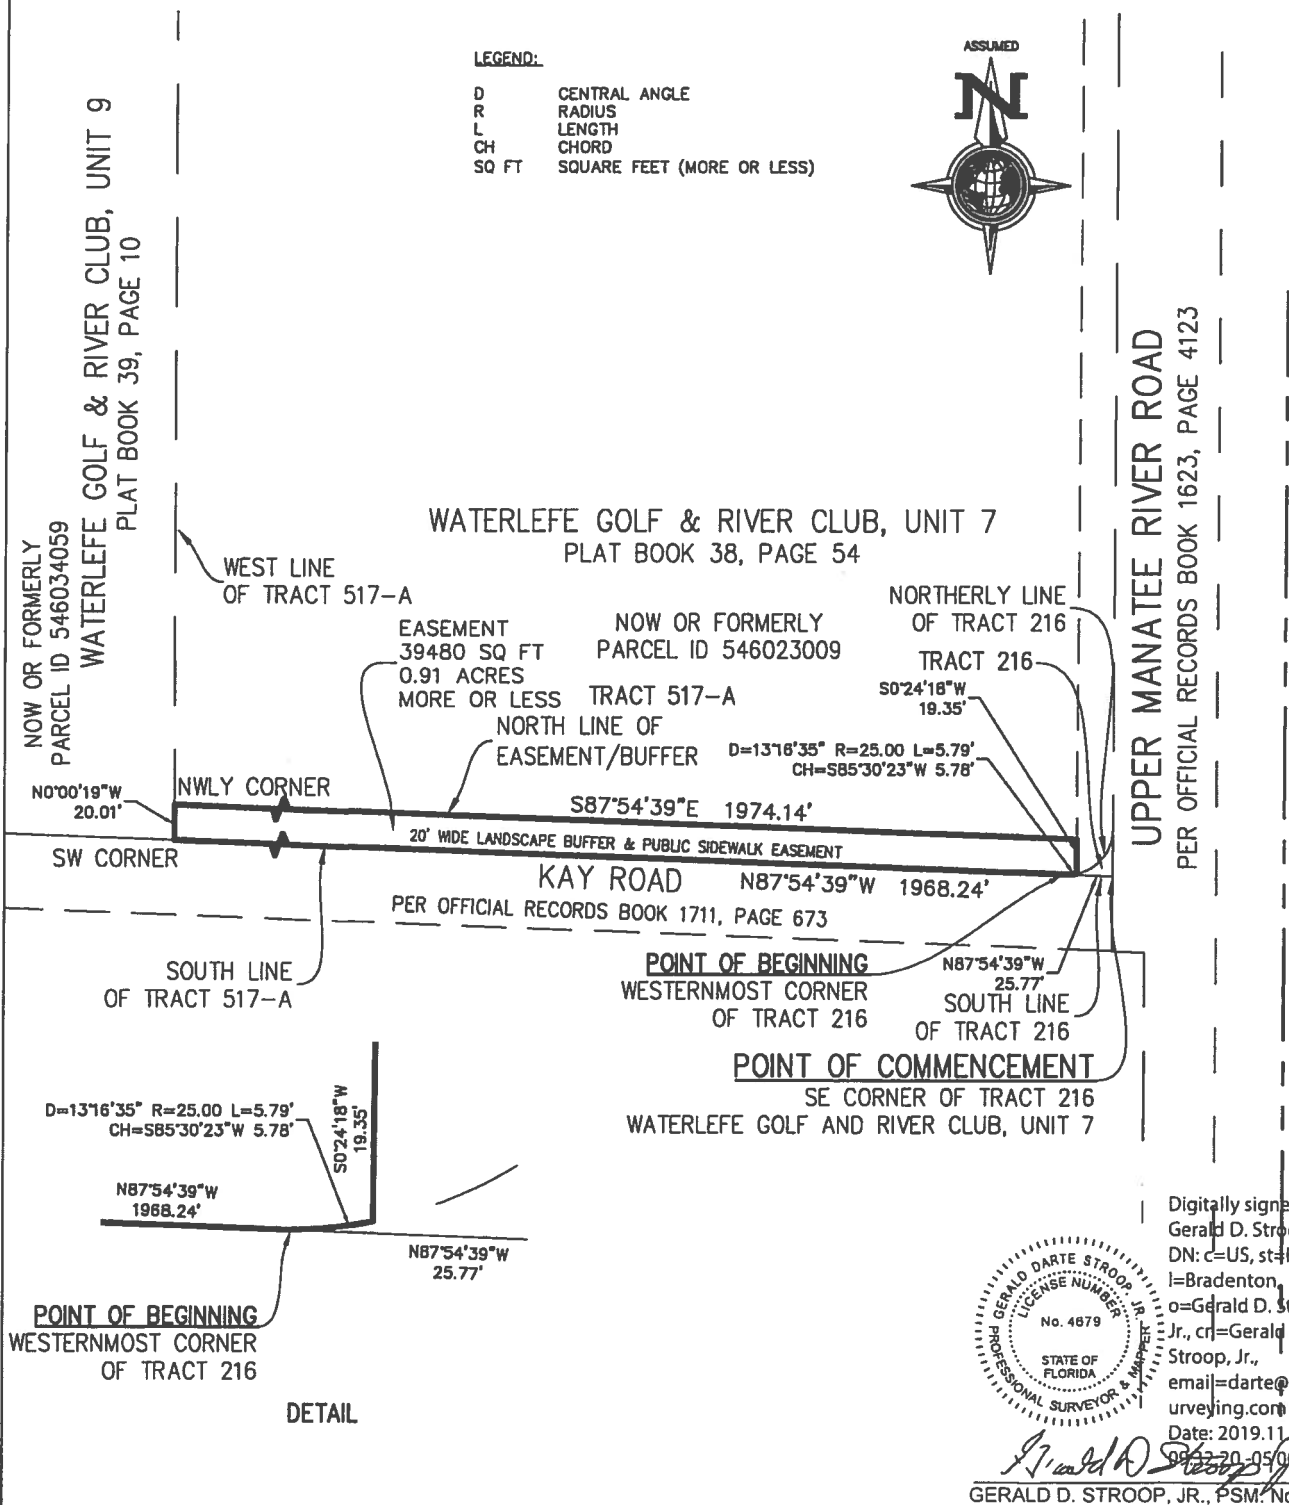 LEGEND:
D CENTRAL ANGLE
R RADIUS
L LENGTH
CH CHORD
SQ FT SQUARE FEET (MORE OR LESS)
ASSUMED
N
NOW OR FORMERLY
PARCEL ID 546034059
WATERLEFE GOLF & RIVER CLUB, UNIT 9
PLAT BOOK 39, PAGE 10
UPPER MANATEE RIVER ROAD
PER OFFICIAL RECORDS BOOK 1623, PAGE 4123
WATERLEFE GOLF & RIVER CLUB, UNIT 7
PLAT BOOK 38, PAGE 54
WEST LINE
OF TRACT 517-A
NORTHERLY LINE
OF TRACT 216
EASEMENT
39480 SQ FT
0.91 ACRES
MORE OR LESS
NOW OR FORMERLY
PARCEL ID 546023009
TRACT 517-A
TRACT 216
S0°24'18"W
19.35'
NORTH LINE OF
EASEMENT/BUFFER
D=13°16'35" R=25.00 L=5.79'
CH=S85°30'23"W 5.78'
N0°00'19"W
20.01'
NWLY CORNER
S87°54'39"E 1974.14'
20' WIDE LANDSCAPE BUFFER & PUBLIC SIDEWALK EASEMENT
SW CORNER
KAY ROAD
N87°54'39"W 1968.24'
PER OFFICIAL RECORDS BOOK 1711, PAGE 673
SOUTH LINE
OF TRACT 517-A
POINT OF BEGINNING
WESTERNMOST CORNER
OF TRACT 216
N87°54'39"W
25.77'
SOUTH LINE
OF TRACT 216
POINT OF COMMENCEMENT
SE CORNER OF TRACT 216
WATERLEFE GOLF AND RIVER CLUB, UNIT 7
D=13°16'35" R=25.00 L=5.79'
CH=S85°30'23"W 5.78'
S0°24'18"W
19.35'
N87°54'39"W
1968.24'
N87°54'39"W
25.77'
POINT OF BEGINNING
WESTERNMOST CORNER
OF TRACT 216
DETAIL
GERALD DARTE STROOP, JR.
LICENSE NUMBER
No. 4679
STATE OF
FLORIDA
PROFESSIONAL SURVEYOR & MAPPER
Digitally signe
Gerald D. Stro
DN: c=US, st=
l=Bradenton,
o=Gerald D. St
Jr., cn=Gerald
Stroop, Jr.,
email=darte@
urveying.com
Date: 2019.11
09:32:20 -05'0
GERALD D. STROOP, JR., PSM No